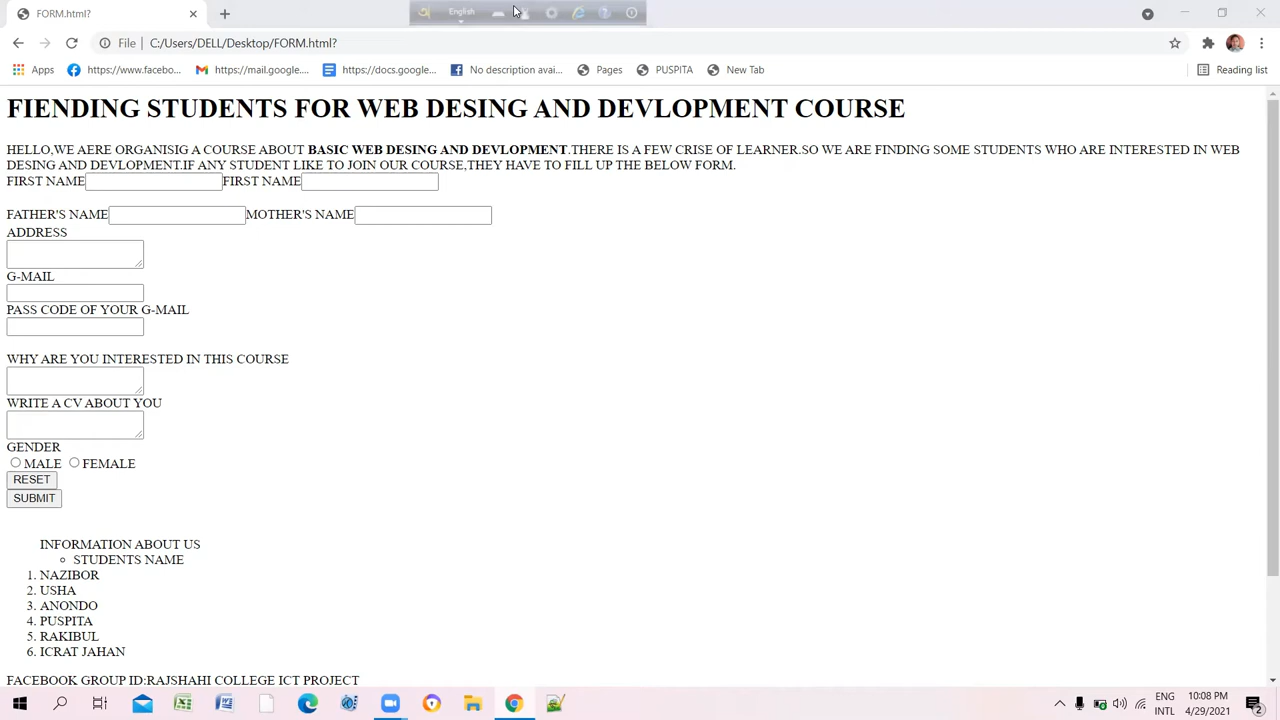 FORM.html?
English
File C:/Users/DELL/Desktop/FORM.html?
Apps https://www.facebo... https://mail.google.... https://docs.google... No description avai... Pages PUSPITA New Tab Reading list
FIENDING STUDENTS FOR WEB DESING AND DEVLOPMENT COURSE
HELLO,WE AERE ORGANISIG A COURSE ABOUT BASIC WEB DESING AND DEVLOPMENT.THERE IS A FEW CRISE OF LEARNER.SO WE ARE FINDING SOME STUDENTS WHO ARE INTERESTED IN WEB
DESING AND DEVLOPMENT.IF ANY STUDENT LIKE TO JOIN OUR COURSE,THEY HAVE TO FILL UP THE BELOW FORM.
FIRST NAME FIRST NAME
FATHER'S NAME MOTHER'S NAME
ADDRESS
G-MAIL
PASS CODE OF YOUR G-MAIL
WHY ARE YOU INTERESTED IN THIS COURSE
WRITE A CV ABOUT YOU
GENDER
MALE FEMALE
RESET
SUBMIT
INFORMATION ABOUT US
STUDENTS NAME
1. NAZIBOR
2. USHA
3. ANONDO
4. PUSPITA
5. RAKIBUL
6. ICRAT JAHAN
FACEBOOK GROUP ID:RAJSHAHI COLLEGE ICT PROJECT
ENG 10:08 PM
INTL 4/29/2021 2